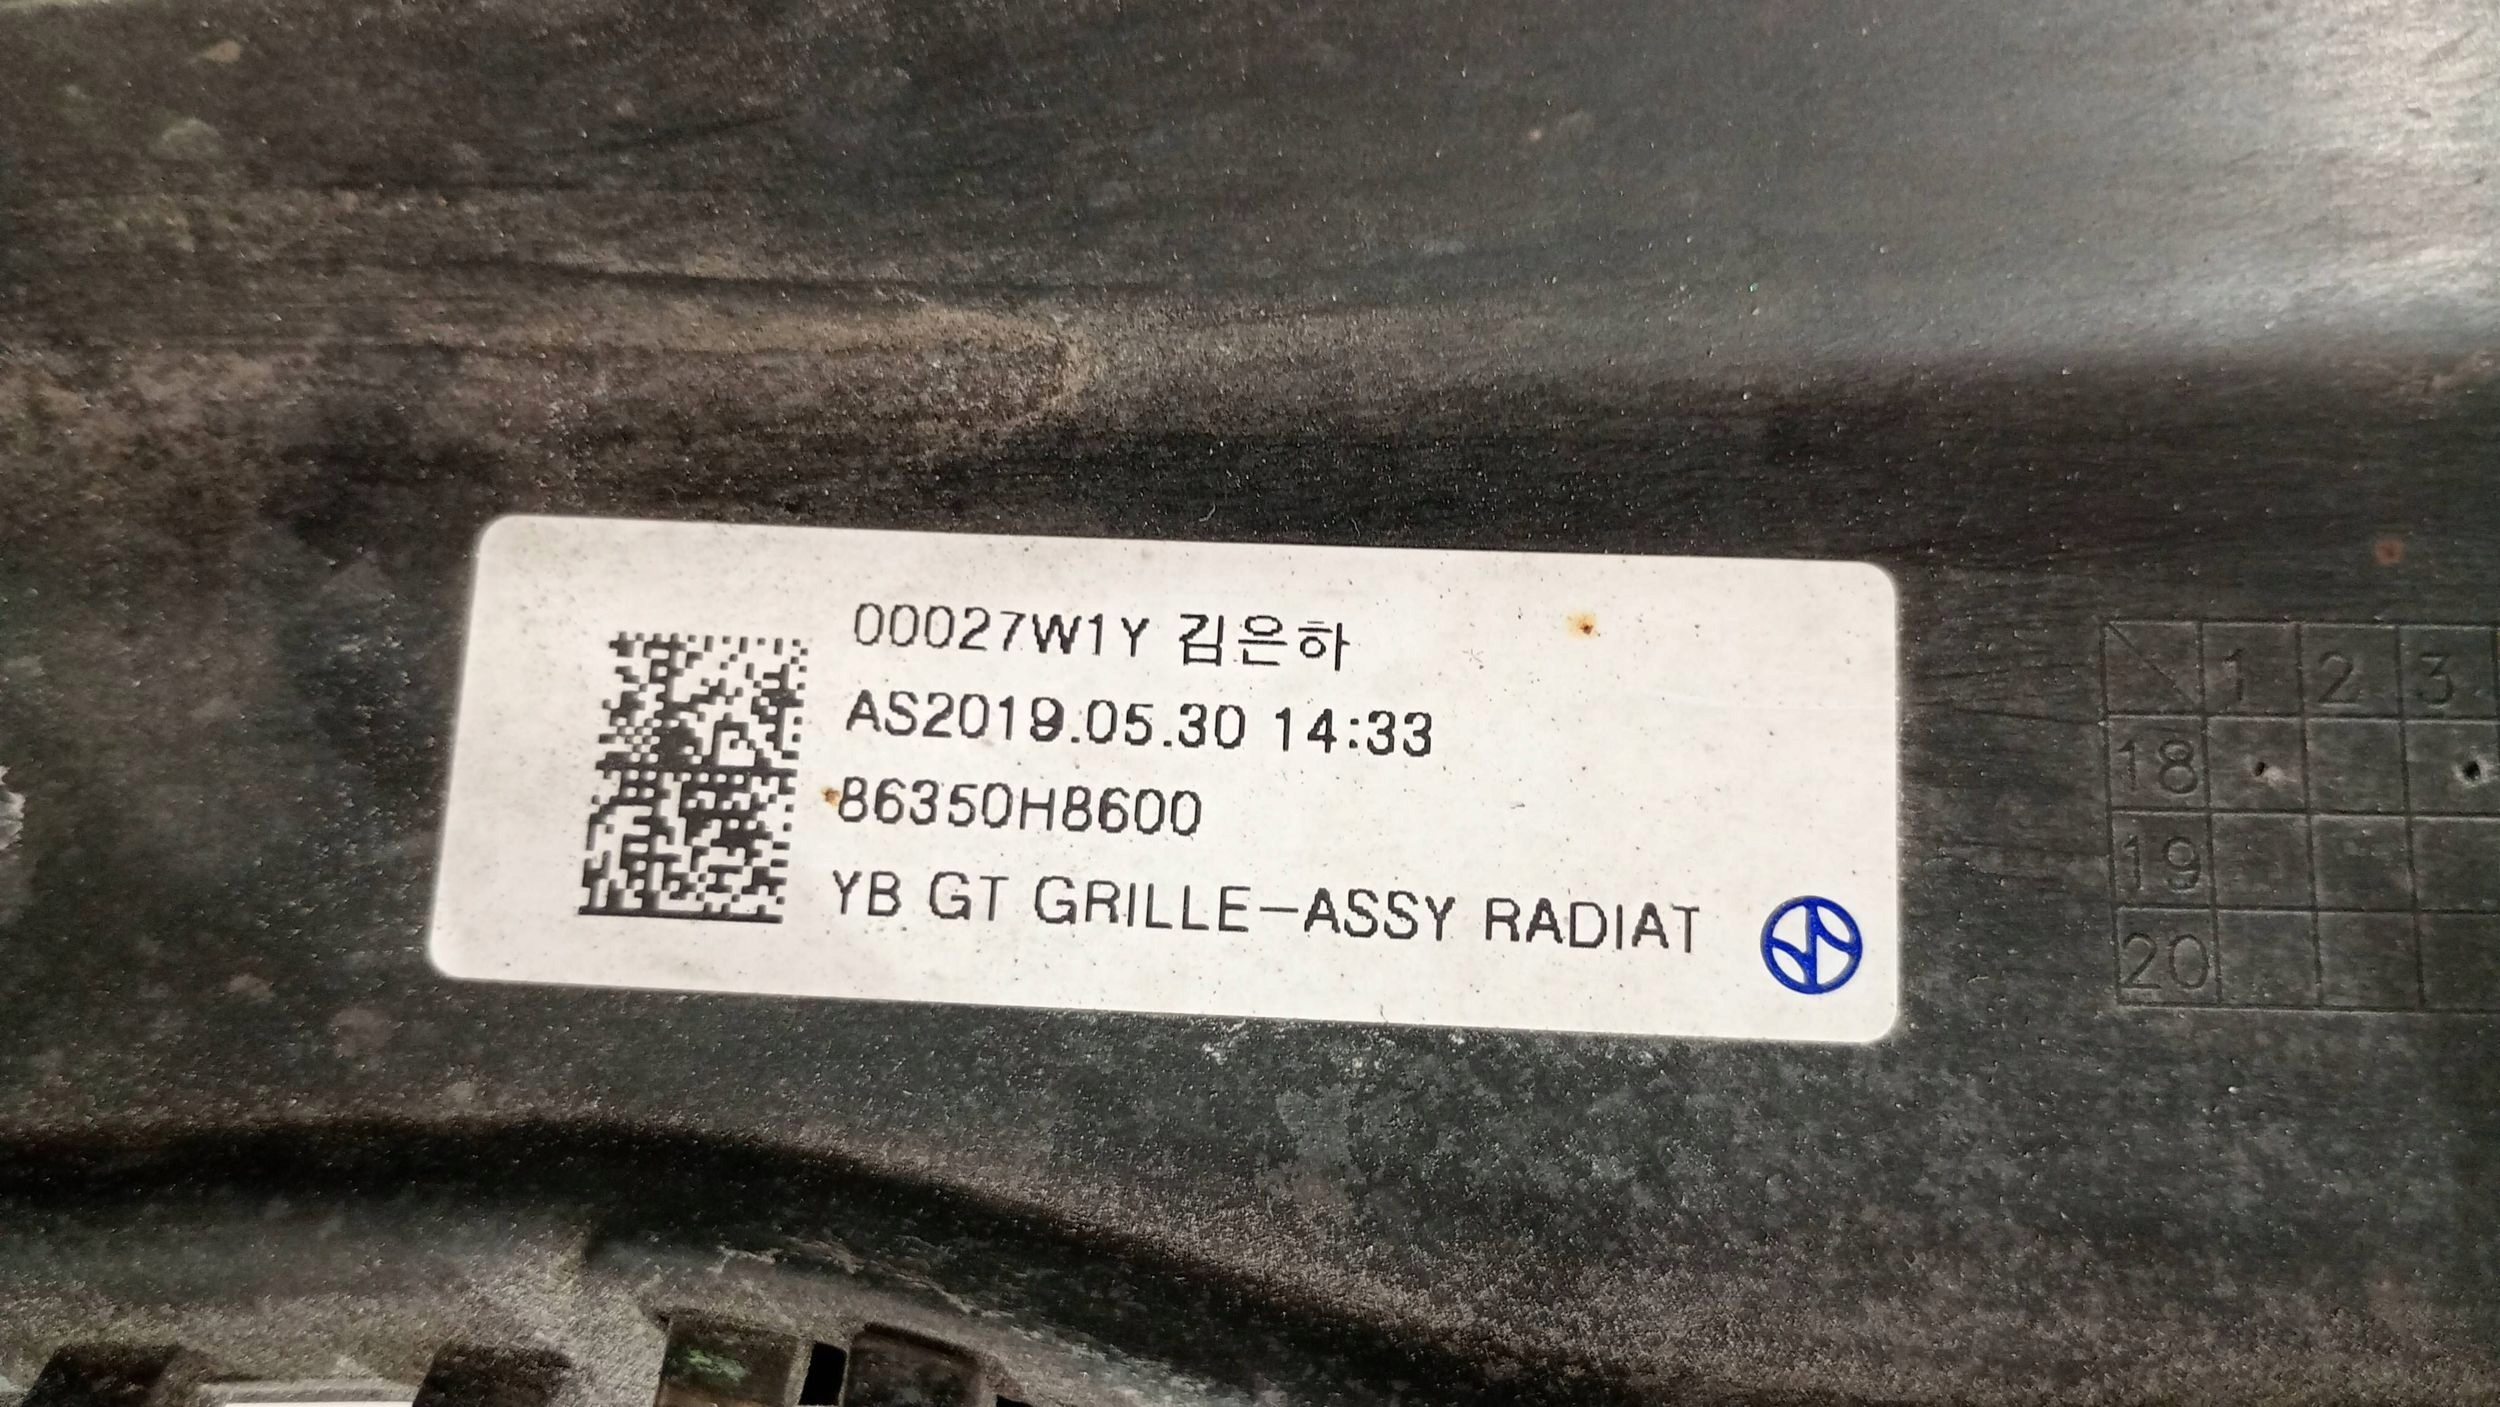 00027W1Y 김은하
AS2019.05.30 14:33
86350H8600
YB GT GRILLE-ASSY RADIAT
1 2 3
18
19
20